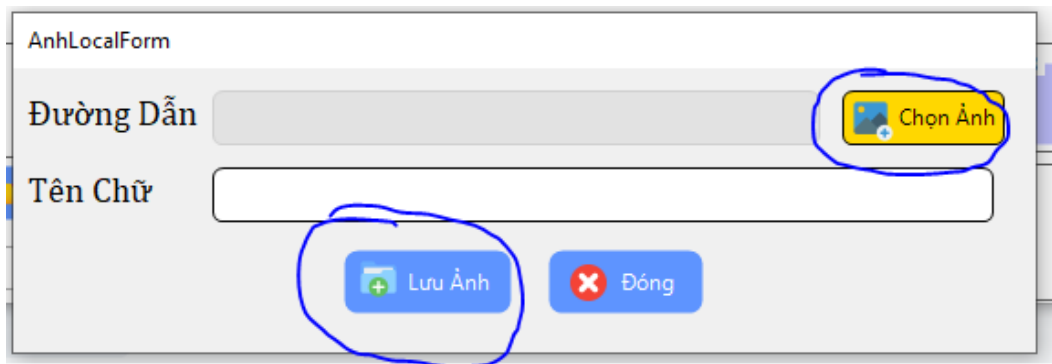 AnhLocalForm
Đường Dẫn
Chọn Ảnh
Tên Chữ
Lưu Ảnh
Đóng